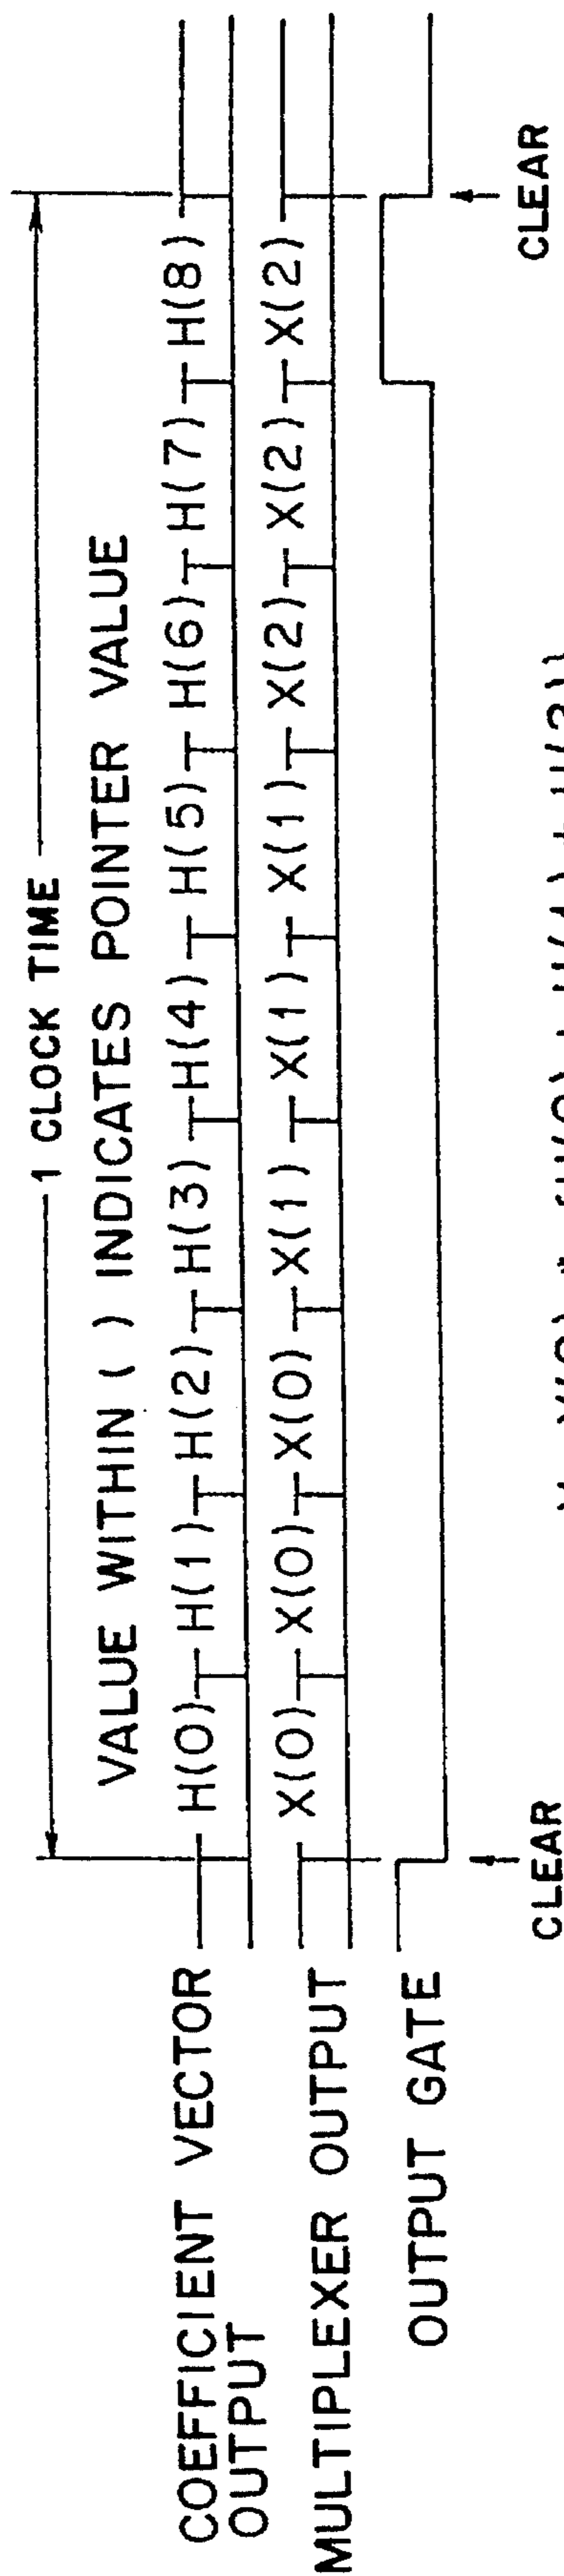 1 CLOCK TIME
VALUE WITHIN ( ) INDICATES POINTER VALUE
COEFFICIENT VECTOR
OUTPUT
H(0) H(1) H(2) H(3) H(4) H(5) H(6) H(7) H(8)
MULTIPLEXER OUTPUT
X(0) X(0) X(0) X(1) X(1) X(1) X(2) X(2) X(2)
OUTPUT GATE
CLEAR
CLEAR